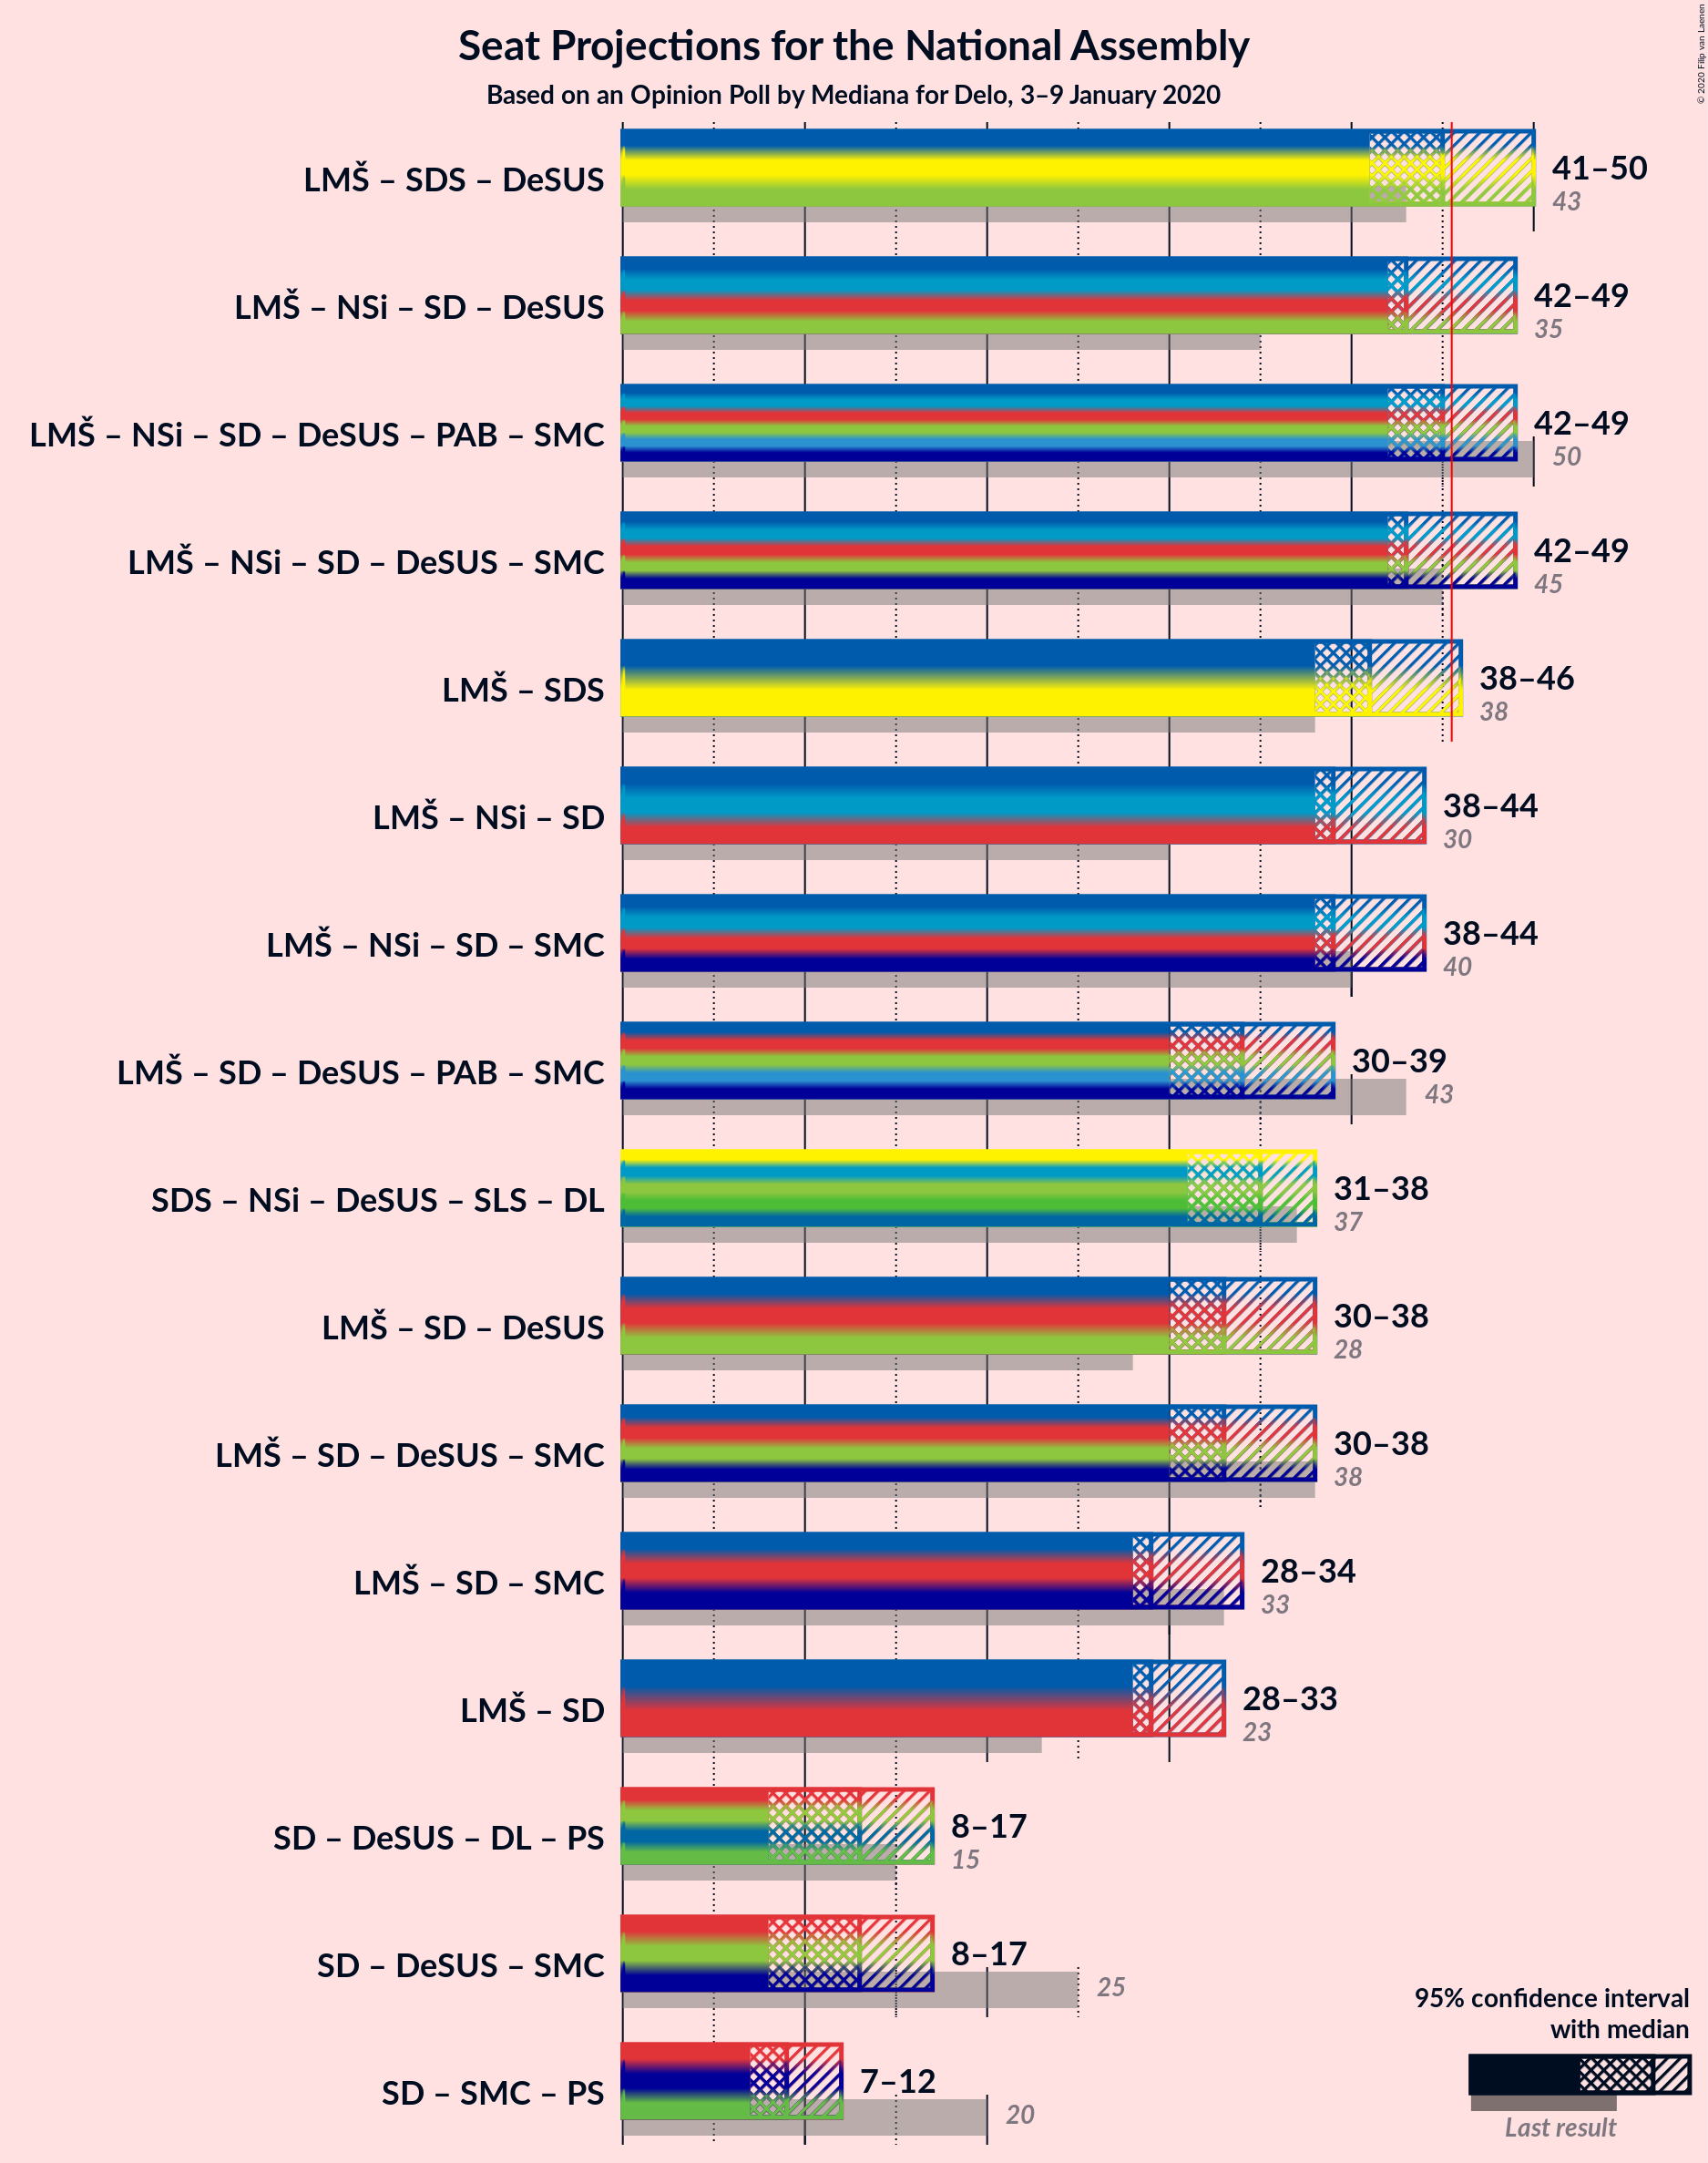 © 2020 Filip van Laenen
Seat Projections for the National Assembly
Based on an Opinion Poll by Mediana for Delo, 3–9 January 2020
LMŠ – SDS – DeSUS
41–50
43
LMŠ – NSi – SD – DeSUS
42–49
35
LMŠ – NSi – SD – DeSUS – PAB – SMC
42–49
50
LMŠ – NSi – SD – DeSUS – SMC
42–49
45
LMŠ – SDS
38–46
38
LMŠ – NSi – SD
38–44
30
LMŠ – NSi – SD – SMC
38–44
40
LMŠ – SD – DeSUS – PAB – SMC
30–39
43
SDS – NSi – DeSUS – SLS – DL
31–38
37
LMŠ – SD – DeSUS
30–38
28
LMŠ – SD – DeSUS – SMC
30–38
38
LMŠ – SD – SMC
28–34
33
LMŠ – SD
28–33
23
SD – DeSUS – DL – PS
8–17
15
SD – DeSUS – SMC
8–17
25
SD – SMC – PS
7–12
20
95% confidence interval
with median
Last result